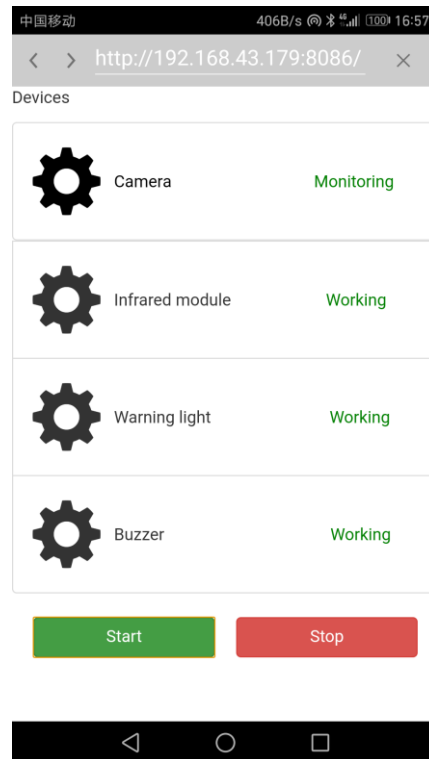 中国移动 406B/s 46 100 16:57
http://192.168.43.179:8086/
Devices
Camera Monitoring
Infrared module Working
Warning light Working
Buzzer Working
Start Stop